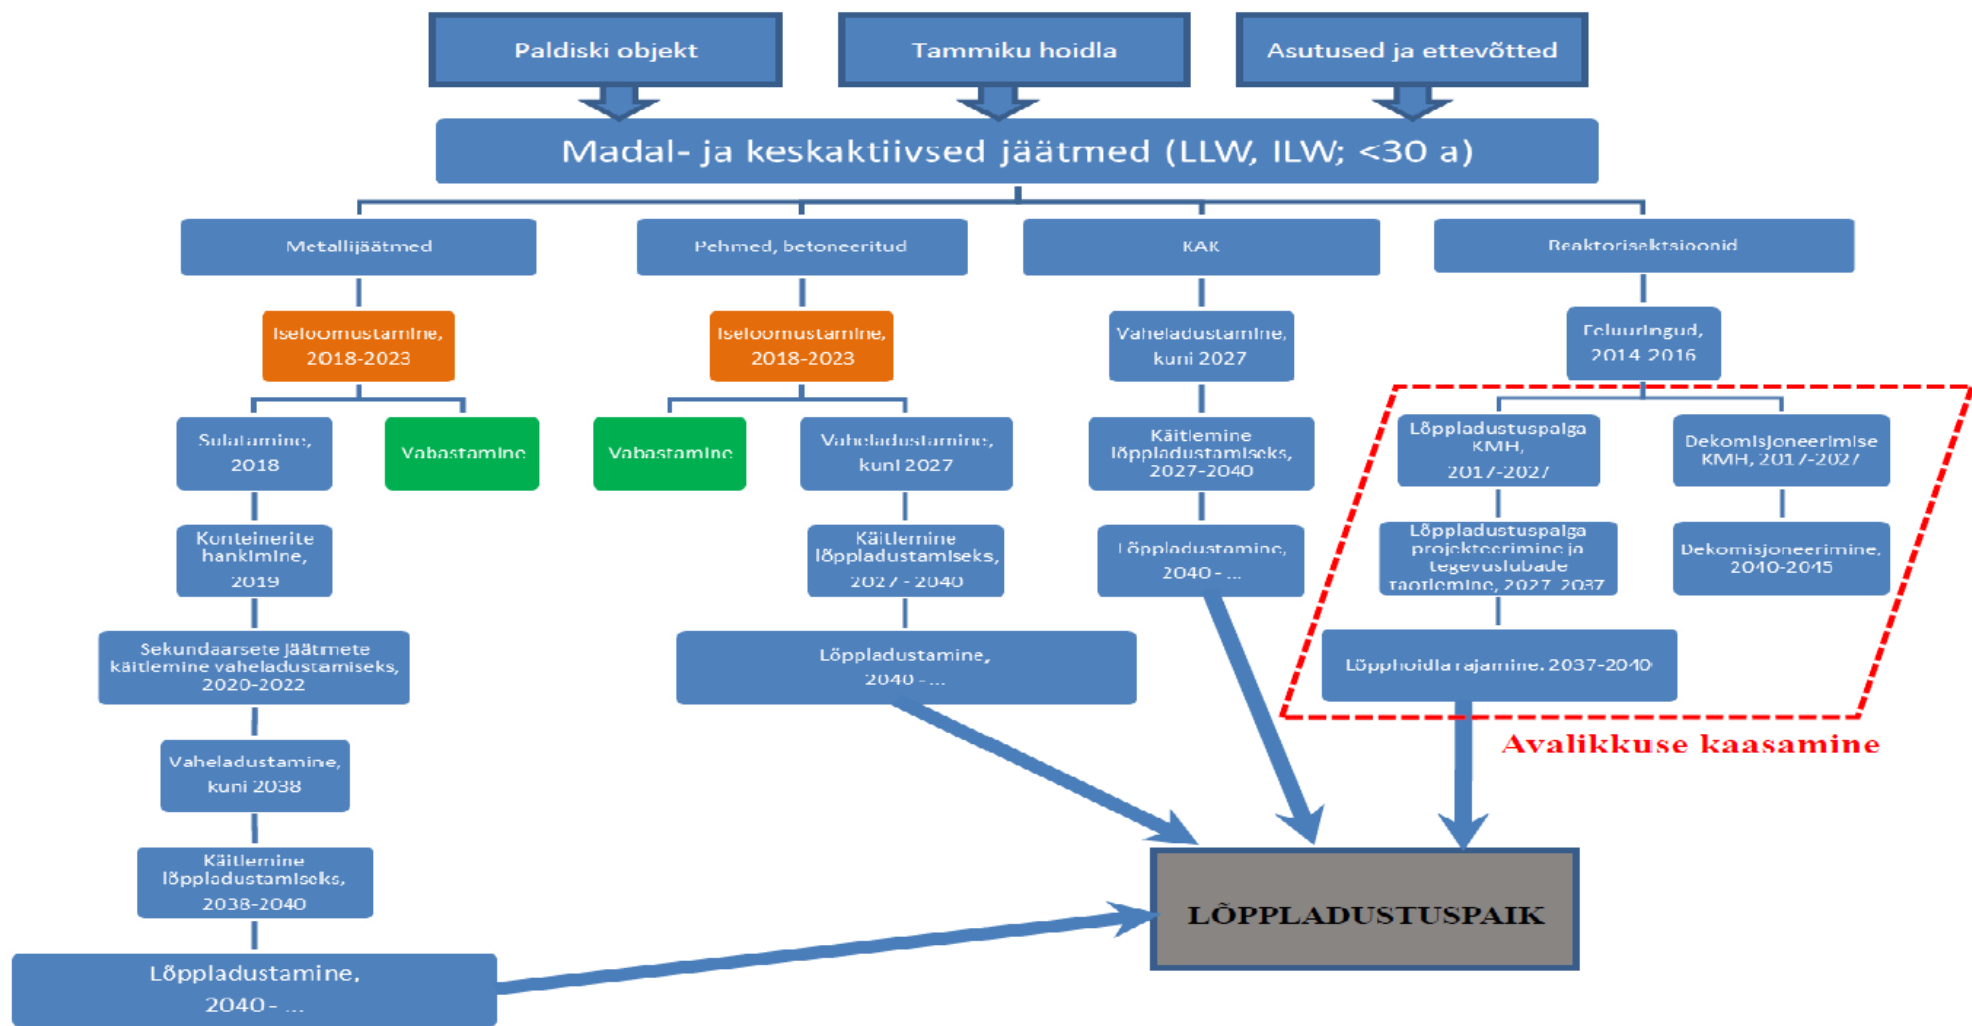 Paldiski objekt
Tammiku hoidla
Asutused ja ettevõtted
Madal- ja keskaktiivsed jäätmed (LLW, ILW; <30 a)
Metallijäätmed
Pehmed, betoneeritud
KAK
Reaktorisektsioonid
Iseloomustamine,
2018-2023
Iseloomustamine,
2018-2023
Vaheladustamine,
kuni 2027
Eeluuringud,
2014-2016
Sulatamine,
2018
Vabastamine
Vabastamine
Vaheladustamine,
kuni 2027
Käitlemine
lõppladustamiseks,
2027-2040
Lõppladustuspaiga
KMH,
2017-2027
Dekomisjoneerimise
KMH, 2017-2027
Konteinerite
hankimine,
2019
Käitlemine
lõppladustamiseks,
2027 - 2040
Lõppladustamine,
2040 - ...
Lõppladustuspaiga
projekteerimine ja
tegevuslubade
taotlemine, 2027-2037
Dekomisjoneerimine,
2040-2045
Sekundaarsete jäätmete
käitlemine vaheladustamiseks,
2020-2022
Lõppladustamine,
2040 - ...
Lõpphoidla rajamine, 2037-2040
Avalikkuse kaasamine
Vaheladustamine,
kuni 2038
Käitlemine
lõppladustamiseks,
2038-2040
LÕPPLADUSTUSPAIK
Lõppladustamine,
2040 - ...